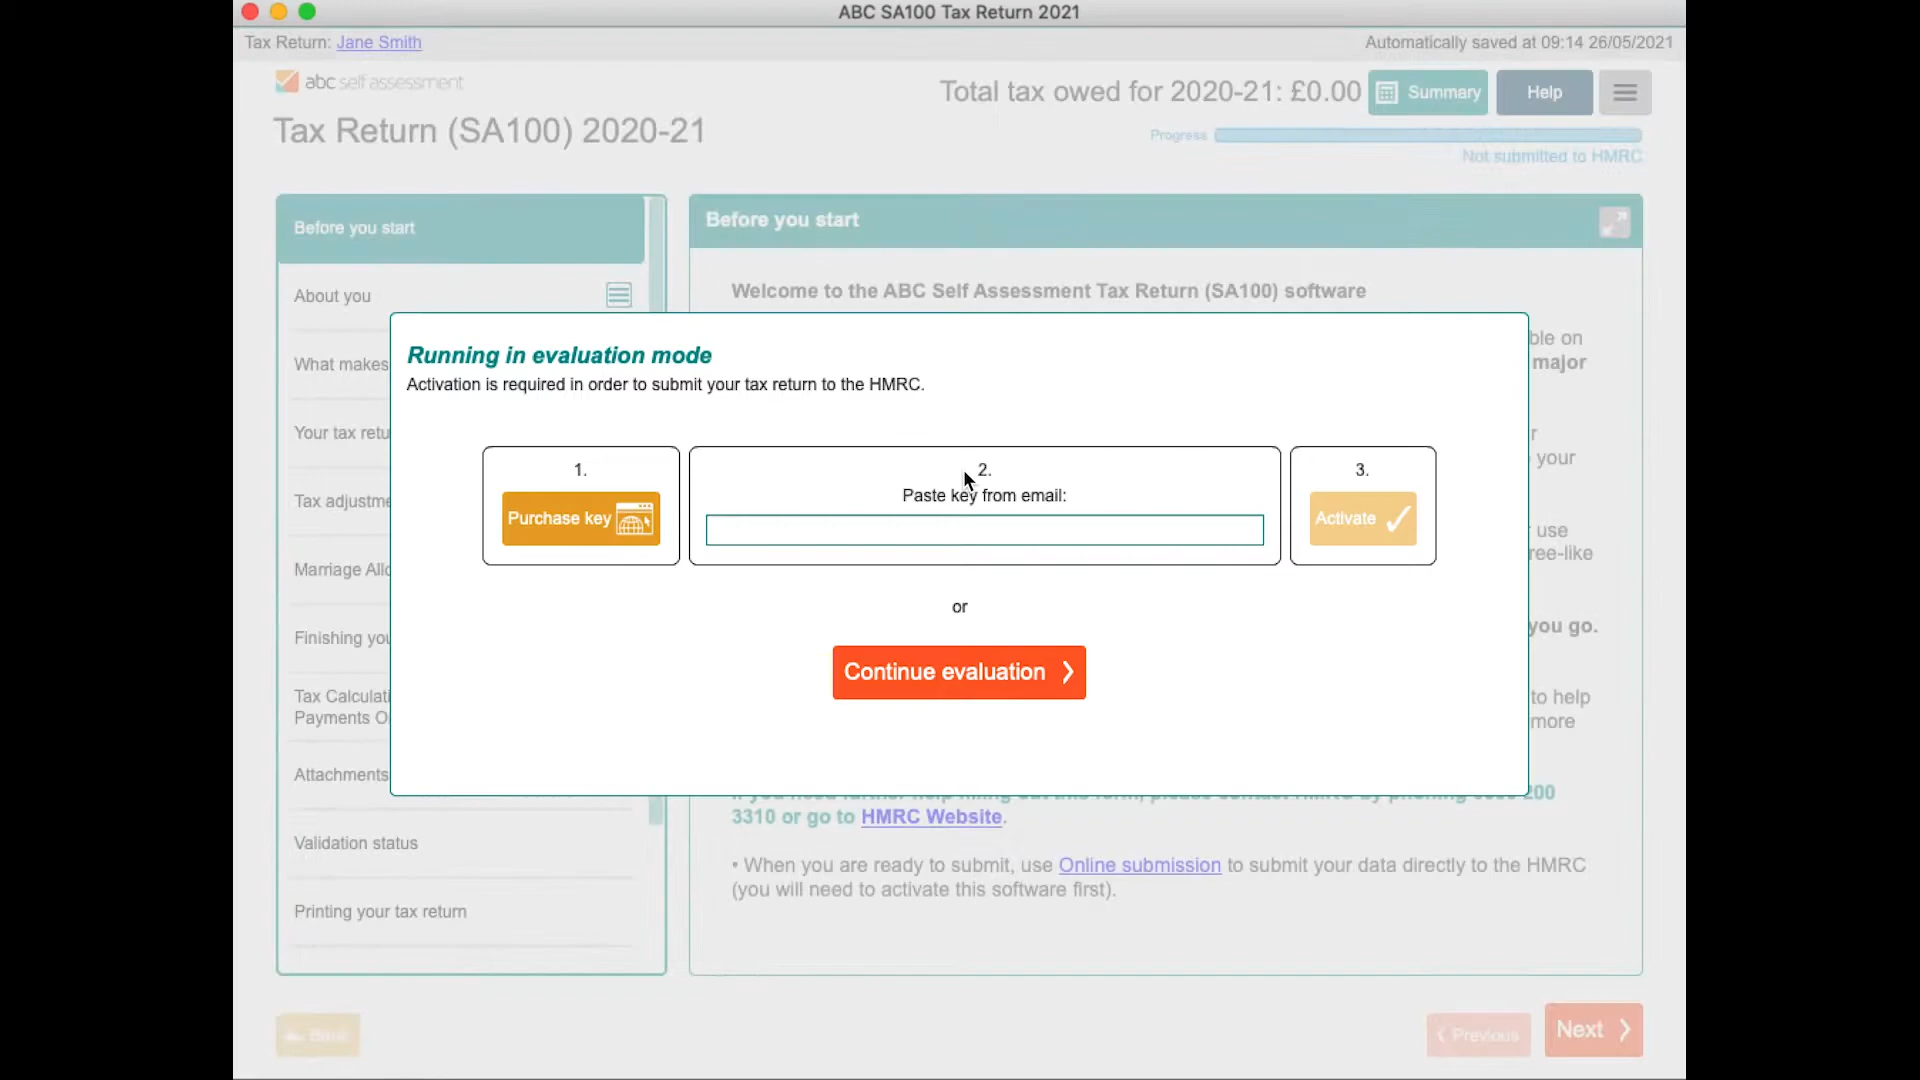 ABC SA100 Tax Return 2021
Tax Return: Jane Smith
Automatically saved at 09:14 26/05/2021
abc self assessment
Total tax owed for 2020-21: £0.00
Summary
Help
Tax Return (SA100) 2020-21
Progress
Not submitted to HMRC
Before you start
About you
What makes
Your tax retu
Tax adjustme
Marriage Allo
Finishing you
Tax Calculati
Payments O
Attachments
Validation status
Printing your tax return
Before you start
Welcome to the ABC Self Assessment Tax Return (SA100) software
ble on
major
r
your
use
ree-like
you go.
to help
more
Running in evaluation mode
Activation is required in order to submit your tax return to the HMRC.
1.
Purchase key
2.
Paste key from email:
3.
Activate
or
Continue evaluation
200
3310 or go to HMRC Website.
• When you are ready to submit, use Online submission to submit your data directly to the HMRC
(you will need to activate this software first).
Previous
Next